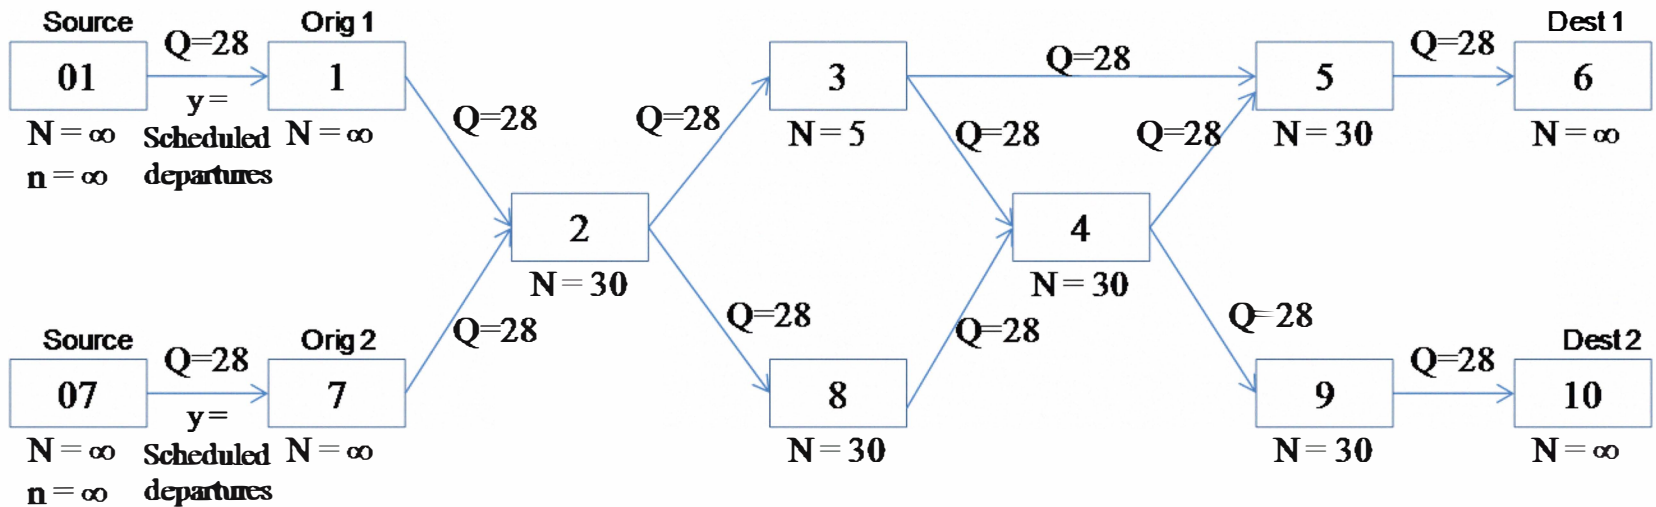 Source
Orig 1
Dest 1
Q=28
Q=28
01
1
3
Q=28
5
6
y =
Scheduled
departures
N = ∞
n = ∞
N = ∞
Q=28
Q=28
N = 5
Q=28
Q=28
N = 30
N = ∞
2
4
N = 30
N = 30
Source
Orig 2
Dest 2
Q=28
Q=28
Q=28
Q=28
Q=28
Q=28
07
7
8
9
10
y =
Scheduled
departures
N = ∞
n = ∞
N = ∞
N = 30
N = 30
N = ∞